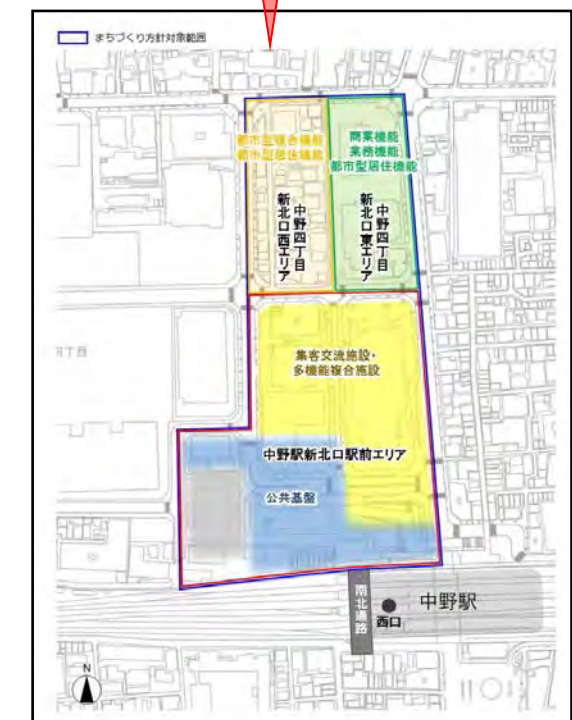 まちづくり方針対象範囲
都市型複合機能
都市型居住機能
商業機能
業務機能
都市型居住機能
中野四丁目
新北口西エリア
中野四丁目
新北口東エリア
丁目
集客交流施設・
多機能複合施設
中野駅新北口駅前エリア
公共基盤
南北通路
西口
中野駅
N